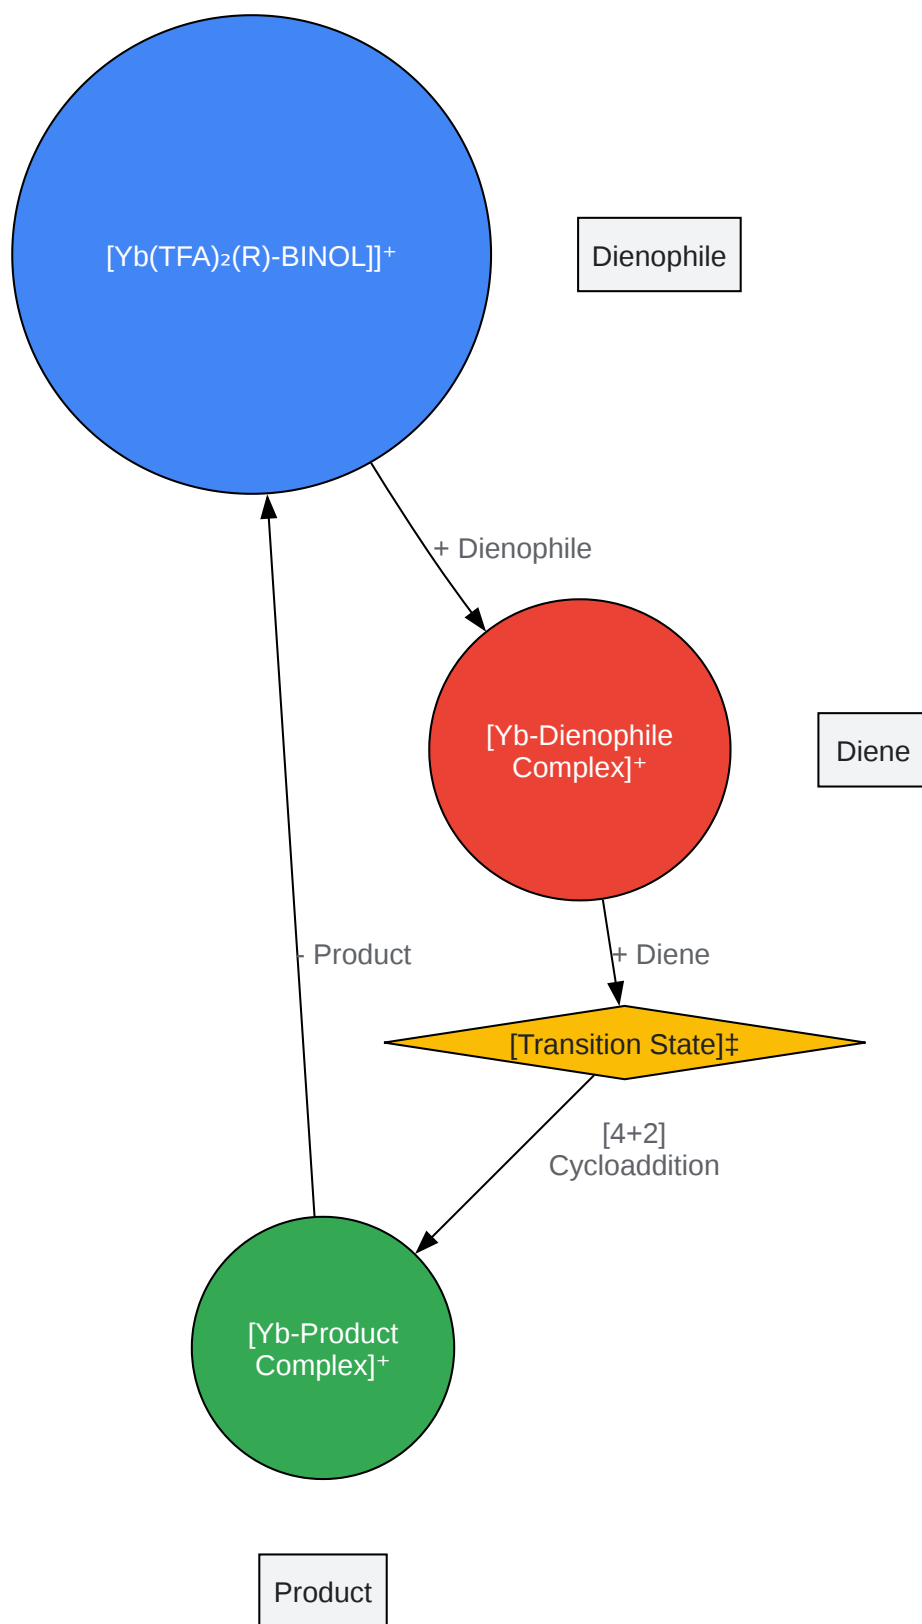 [Yb(TFA)₂(R)-BINOL]]⁺
Dienophile
+ Dienophile
[Yb-Dienophile
Complex]⁺
Diene
- Product
+ Diene
[Transition State]‡
[4+2]
Cycloaddition
[Yb-Product
Complex]⁺
Product